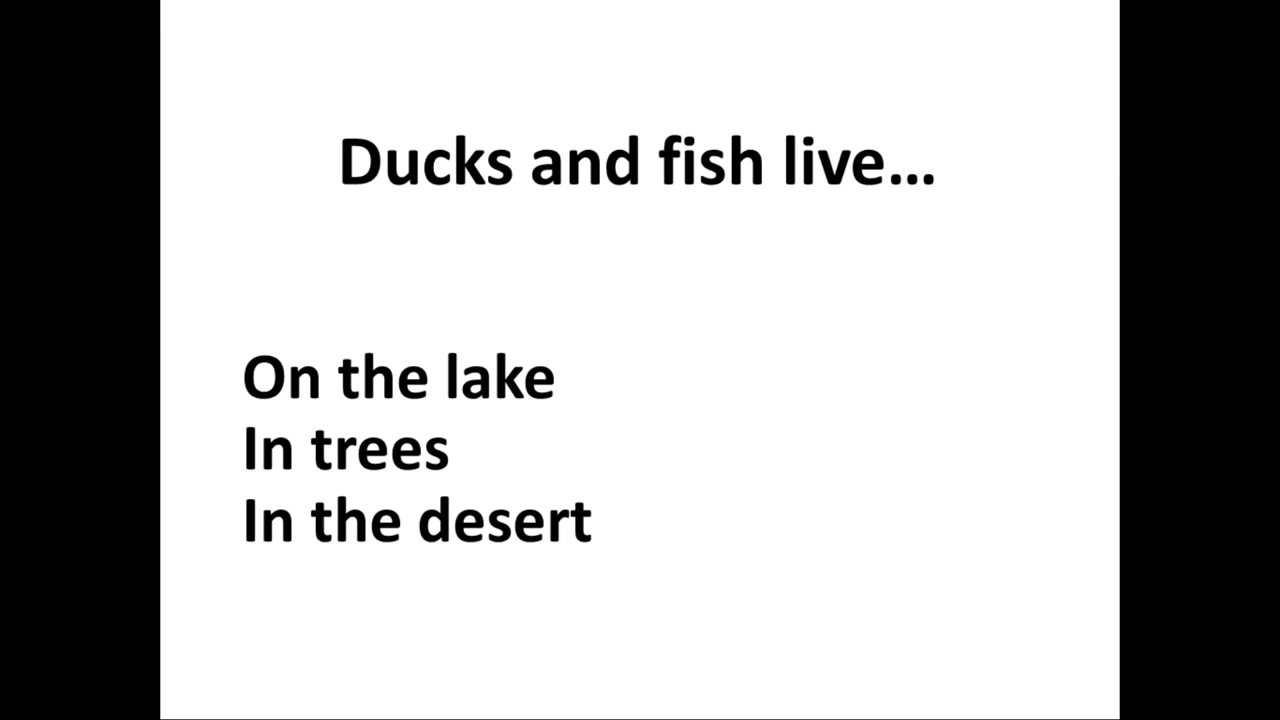 Ducks and fish live…
On the lake
In trees
In the desert